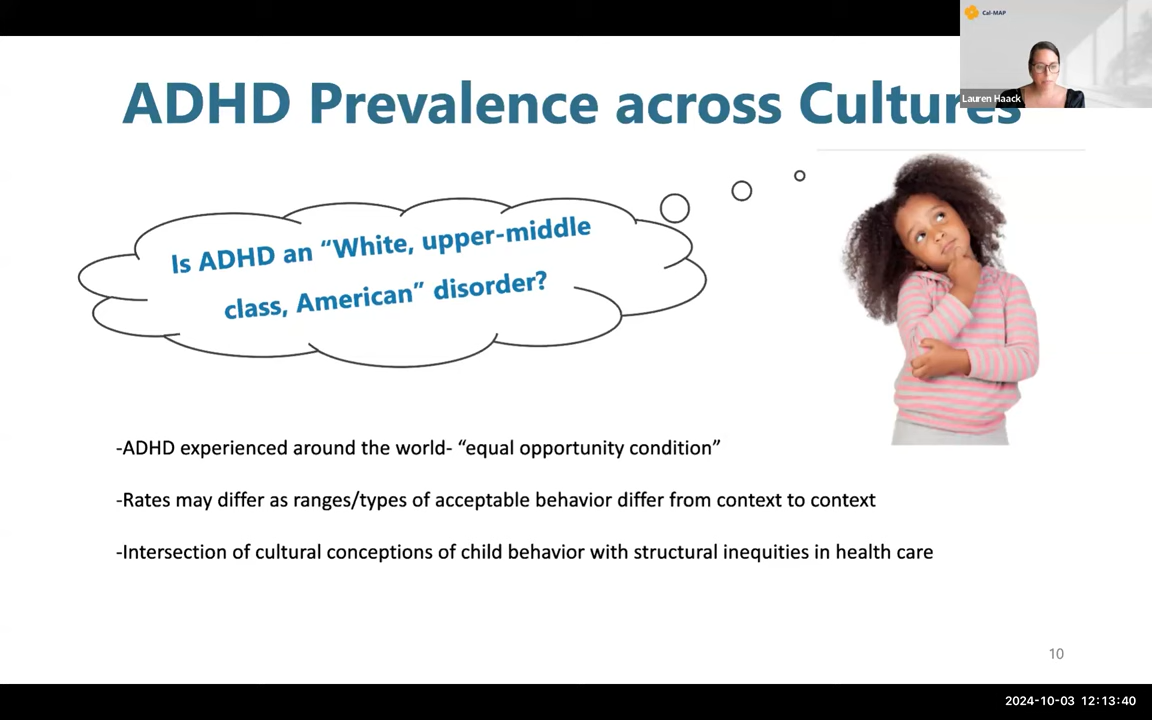 Cal-MAP
Lauren Haack
ADHD Prevalence across Cultures
Is ADHD an “White, upper-middle
class, American” disorder?
-ADHD experienced around the world- “equal opportunity condition”
-Rates may differ as ranges/types of acceptable behavior differ from context to context
-Intersection of cultural conceptions of child behavior with structural inequities in health care
10
2024-10-03 12:13:40